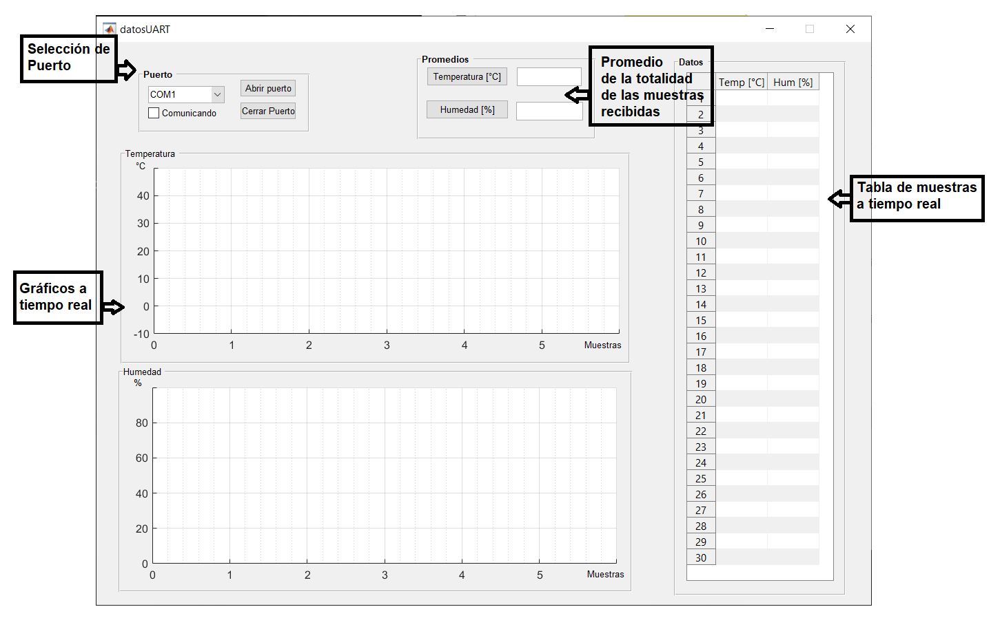 datosUART
Selección de
Puerto
Puerto
COM1
Abrir puerto
Comunicando
Cerrar Puerto
Promedios
Temperatura [°C]
Humedad [%]
Promedio
de la totalidad
de las muestras
recibidas
Datos
Temp [°C] Hum [%]
1
2
3
4
5
6
7
8
9
10
11
12
13
14
15
16
17
18
19
20
21
22
23
24
25
26
27
28
29
30
Tabla de muestras
a tiempo real
Gráficos a
tiempo real
Temperatura
°C
40
30
20
10
0
-10
0 1 2 3 4 5 Muestras
Humedad
%
80
60
40
20
0
0 1 2 3 4 5 Muestras